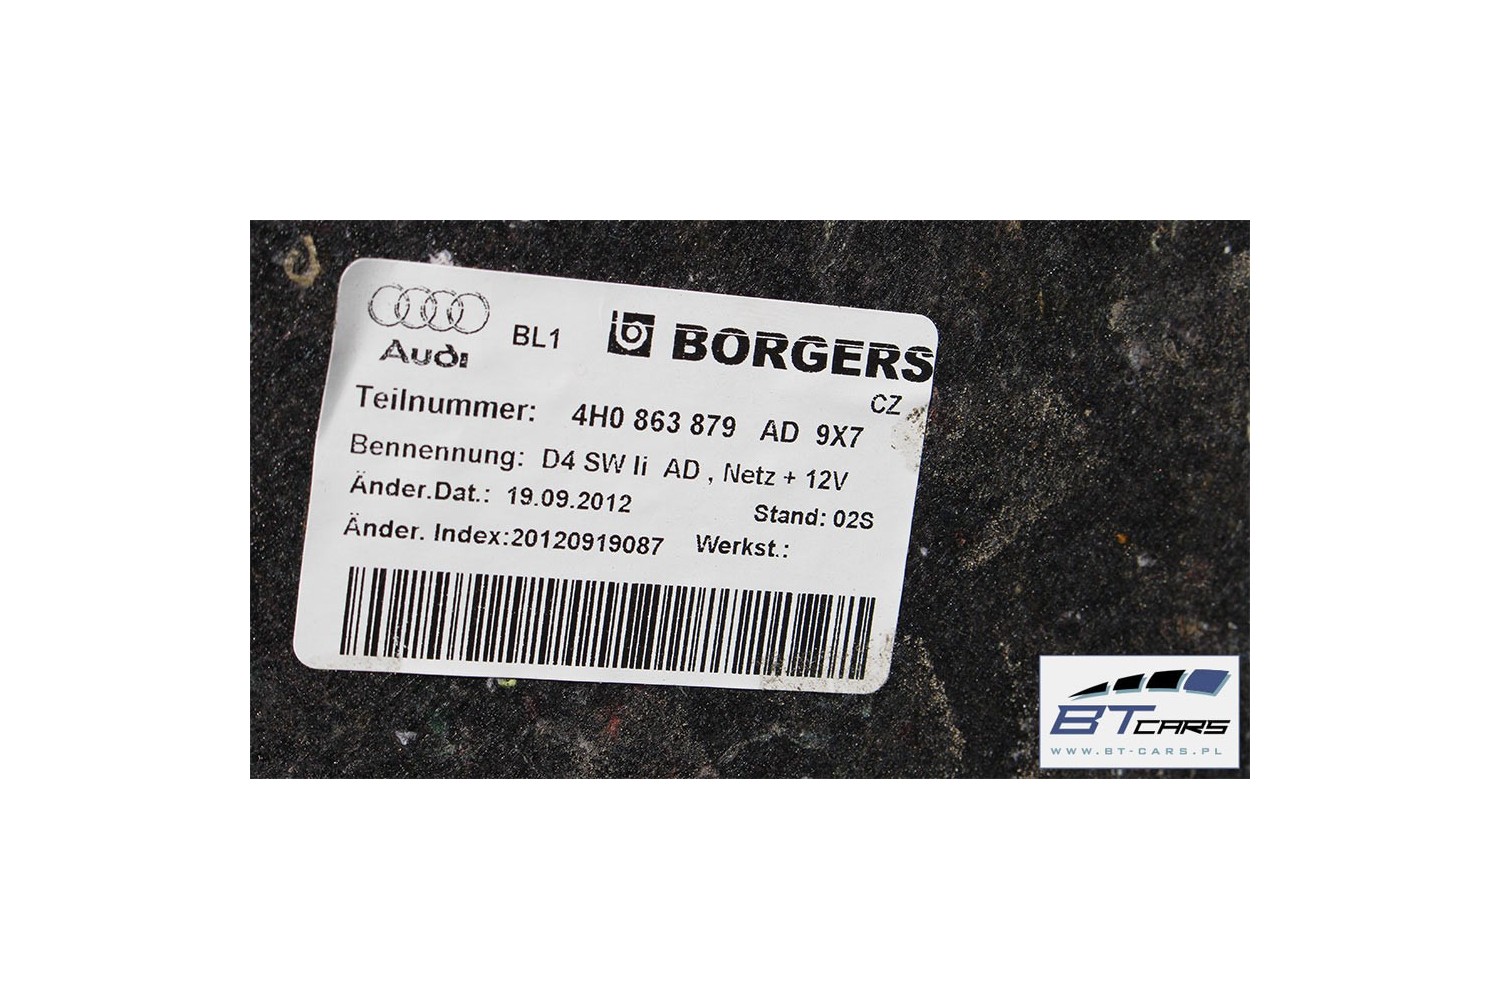 Audi BL1 BORGERS
CZ
Teilnummer: 4H0 863 879 AD 9X7
Bennennung: D4 SW li AD , Netz + 12V
Änder.Dat.: 19.09.2012 Stand: 02S
Änder. Index:20120919087 Werkst.:
BT CARS
WWW.BT-CARS.PL